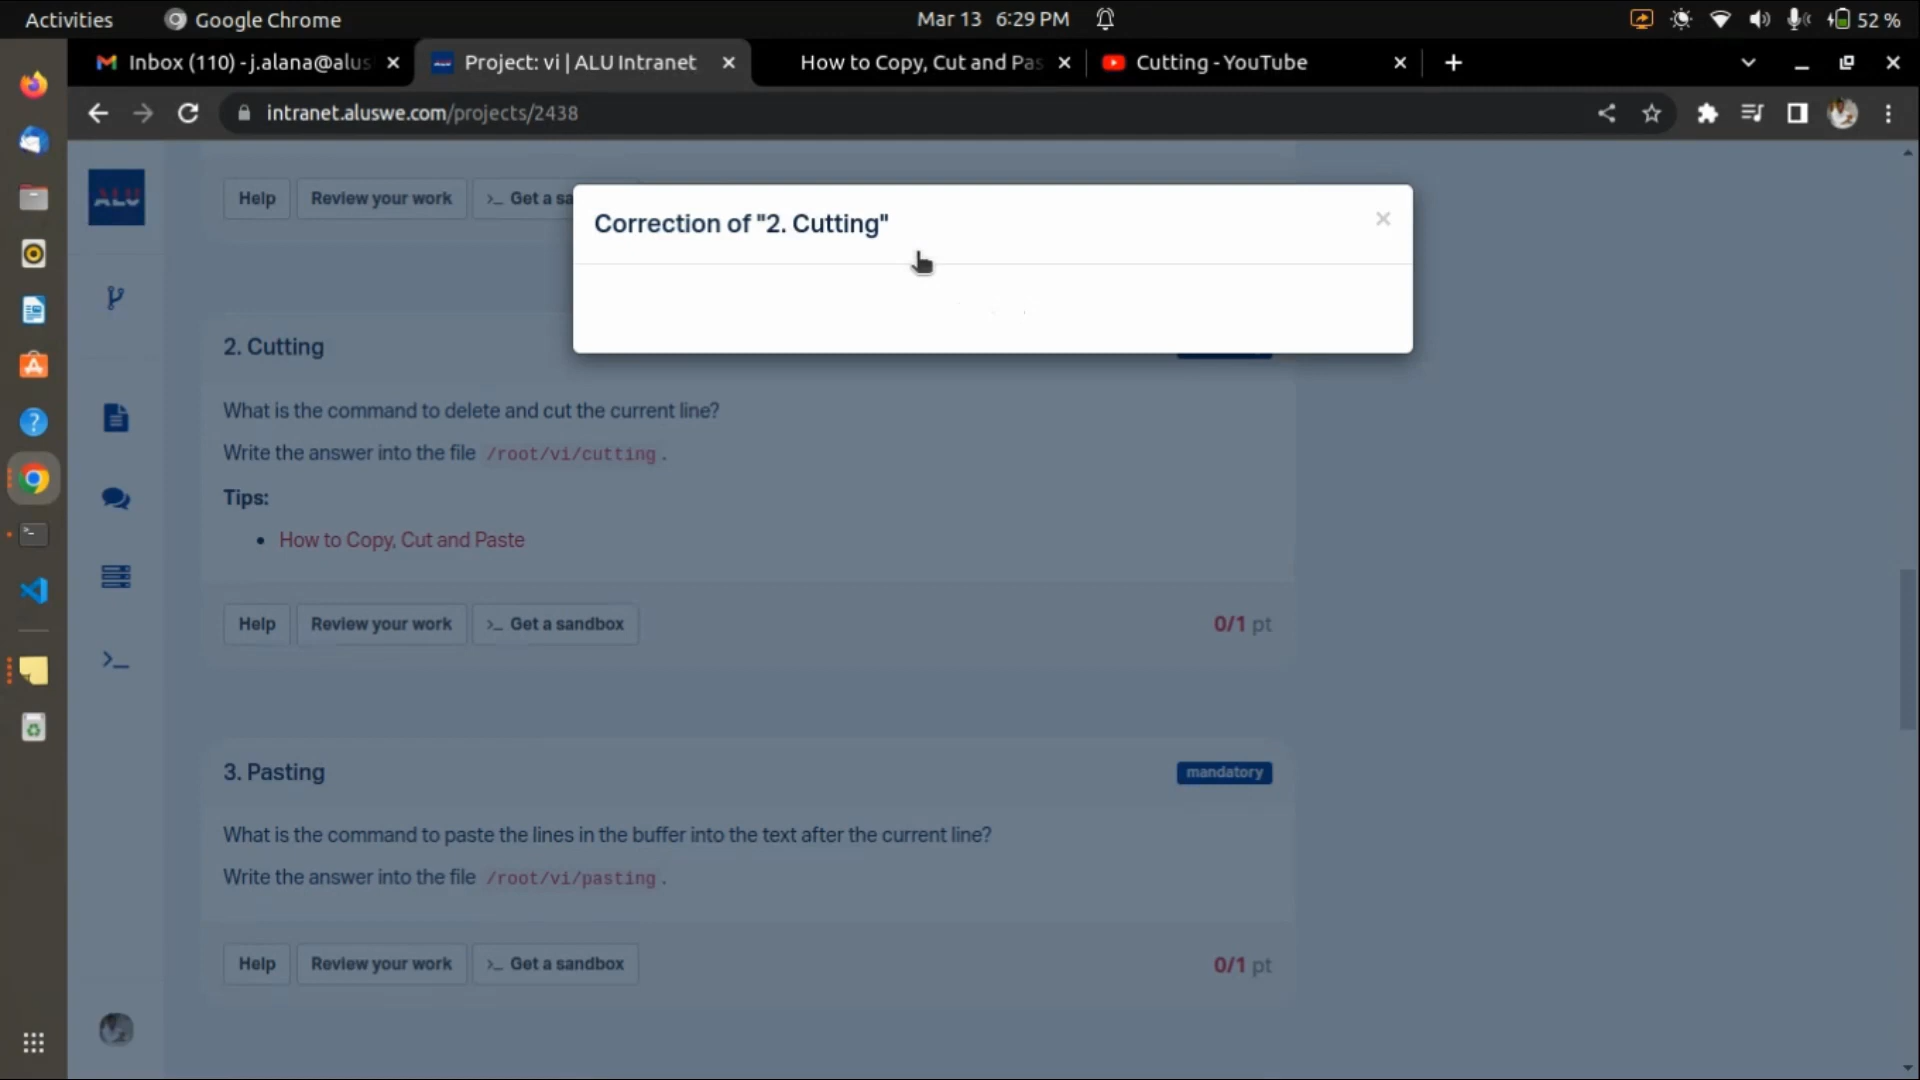 Activities
Google Chrome
Mar 13 6:29 PM
52 %
Inbox (110) - j.alana@alus
Project: vi | ALU Intranet
How to Copy, Cut and Pas
Cutting - YouTube
intranet.aluswe.com/projects/2438
ALU
Help
Review your work
>_ Get a sa
Correction of "2. Cutting"
×
2. Cutting
What is the command to delete and cut the current line?
Write the answer into the file /root/vi/cutting .
Tips:
• How to Copy, Cut and Paste
Help
Review your work
>_ Get a sandbox
0/1 pt
3. Pasting
mandatory
What is the command to paste the lines in the buffer into the text after the current line?
Write the answer into the file /root/vi/pasting .
Help
Review your work
>_ Get a sandbox
0/1 pt